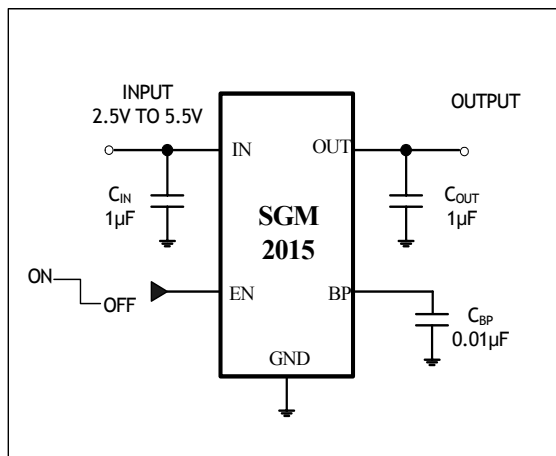 INPUT
2.5V TO 5.5V
OUTPUT
IN
OUT
CIN
1µF
SGM
2015
COUT
1µF
ON
OFF
EN
BP
CBP
0.01µF
GND